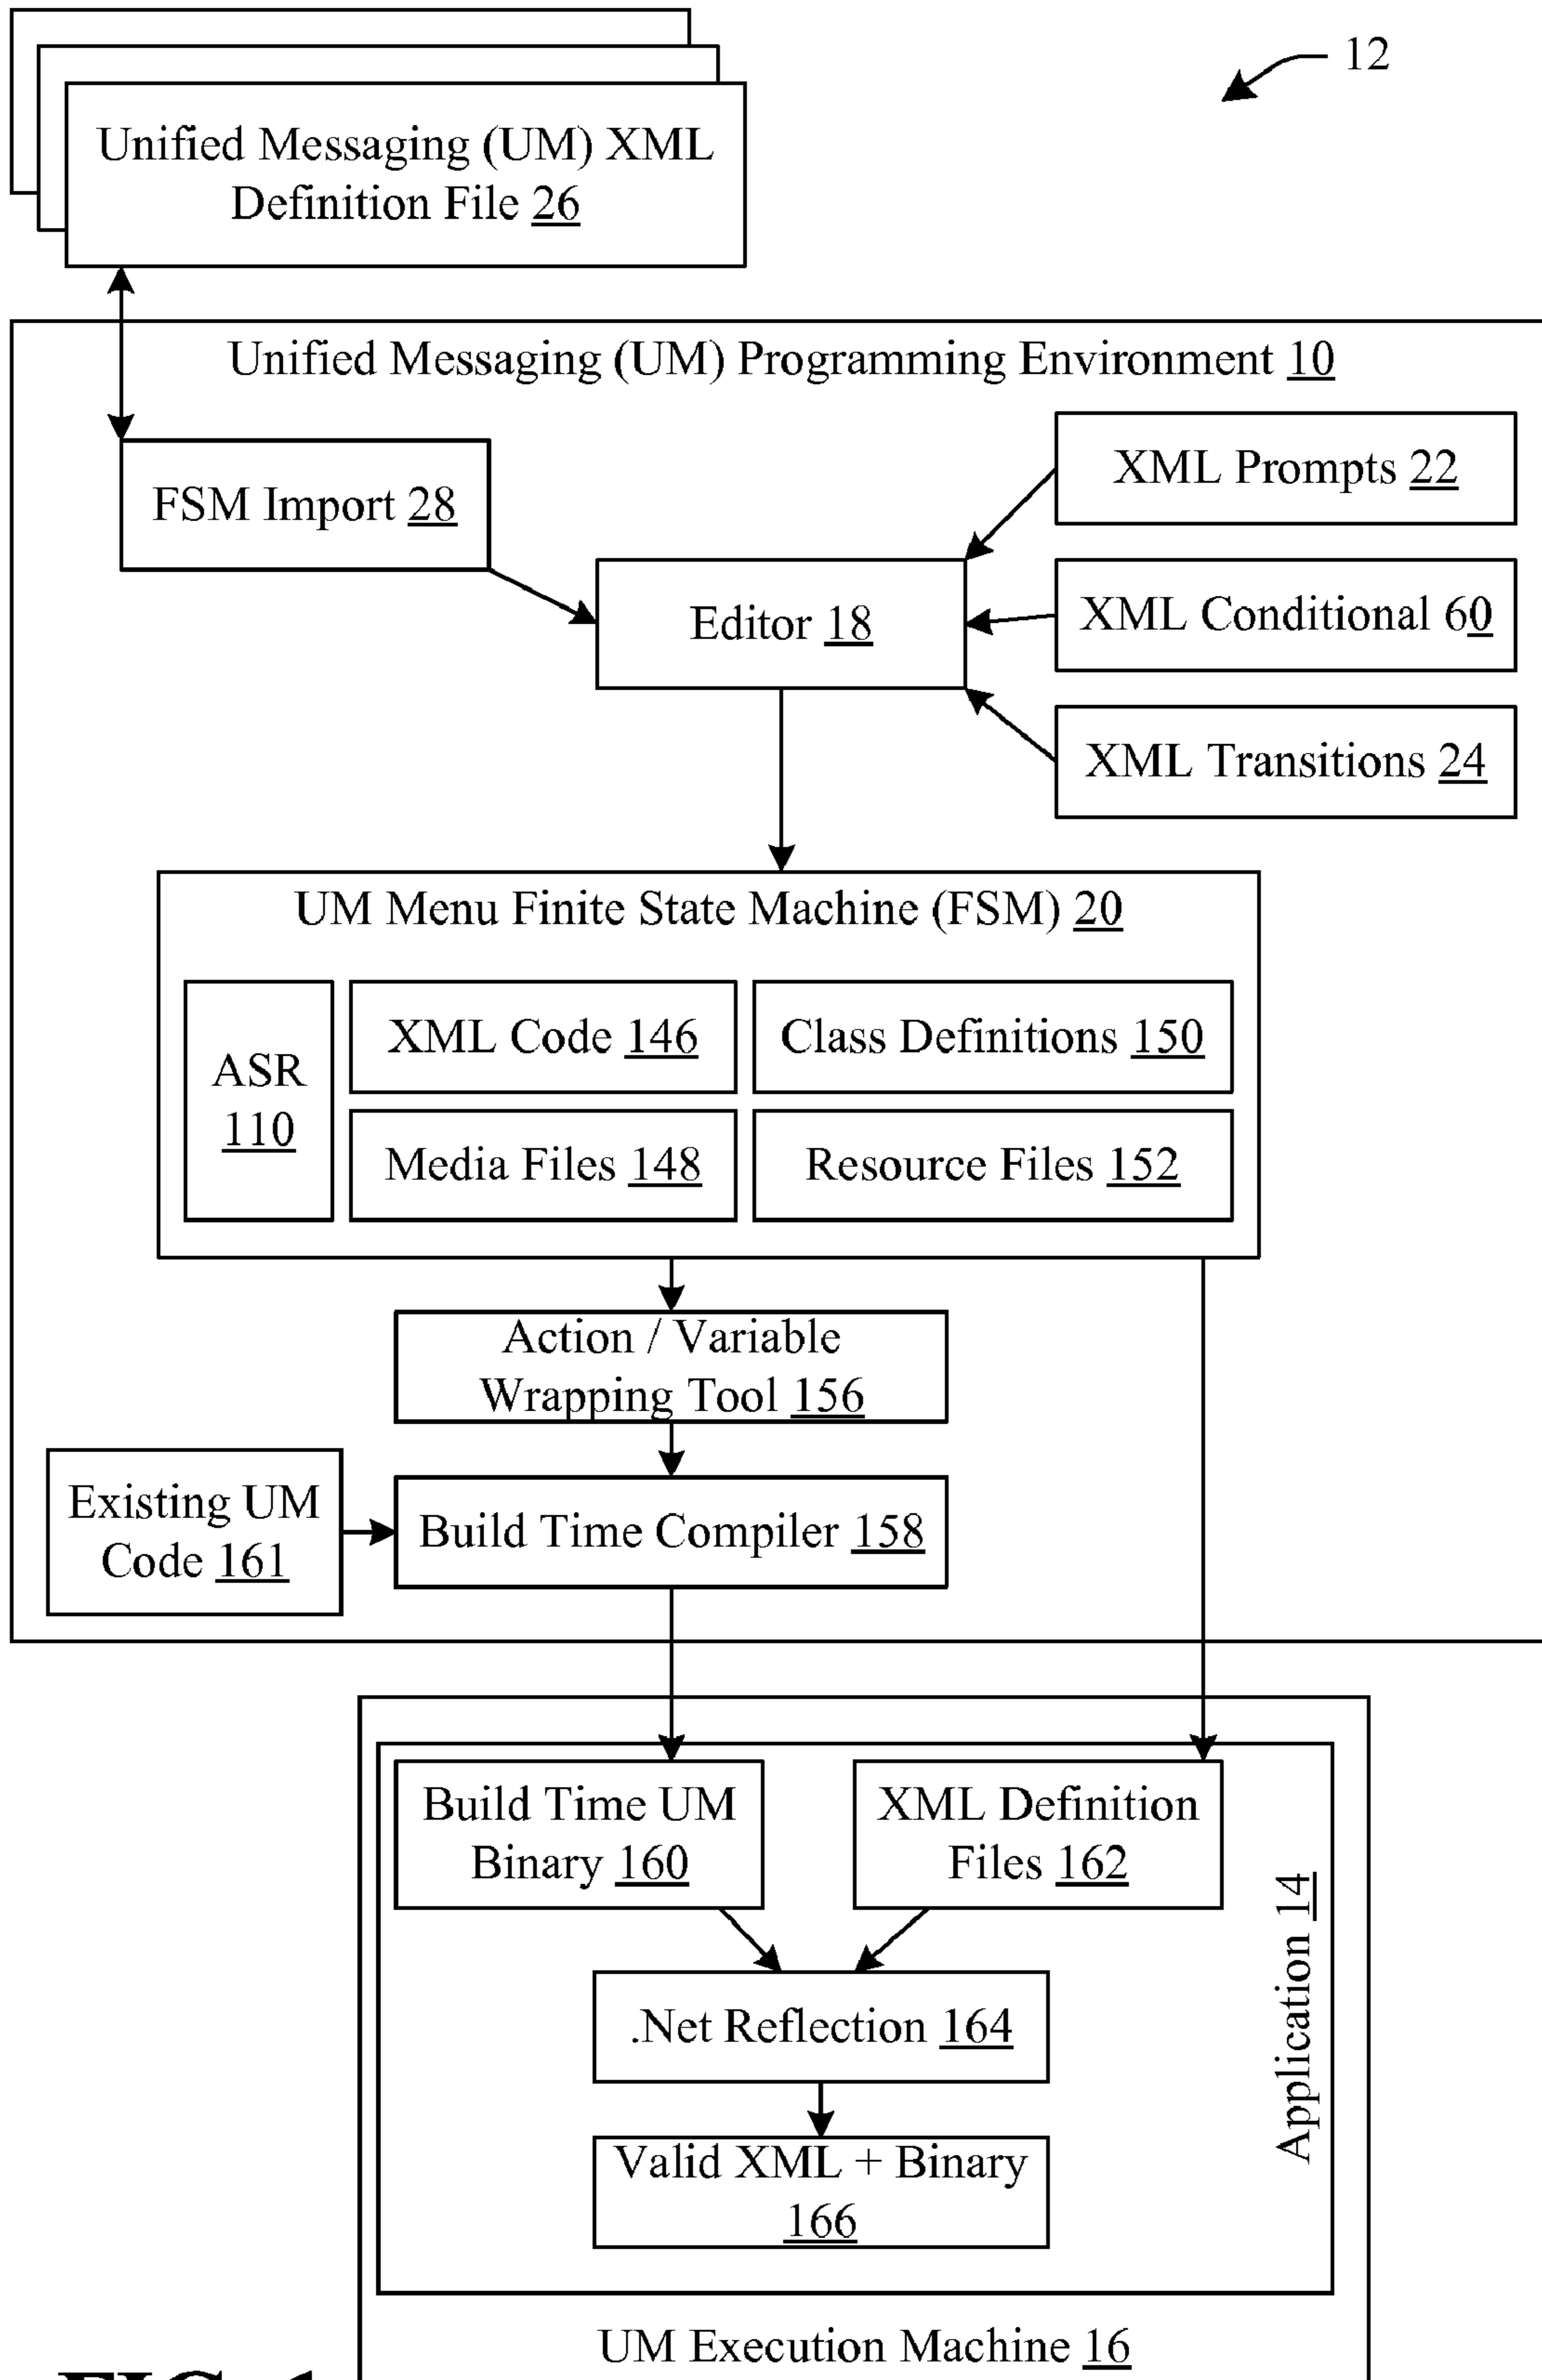 12
Unified Messaging (UM) XML
Definition File 26
Unified Messaging (UM) Programming Environment 10
FSM Import 28
XML Prompts 22
Editor 18
XML Conditional 60
XML Transitions 24
UM Menu Finite State Machine (FSM) 20
ASR
110
XML Code 146
Class Definitions 150
Media Files 148
Resource Files 152
Action / Variable
Wrapping Tool 156
Existing UM
Code 161
Build Time Compiler 158
Build Time UM
Binary 160
XML Definition
Files 162
Application 14
.Net Reflection 164
Valid XML + Binary
166
UM Execution Machine 16